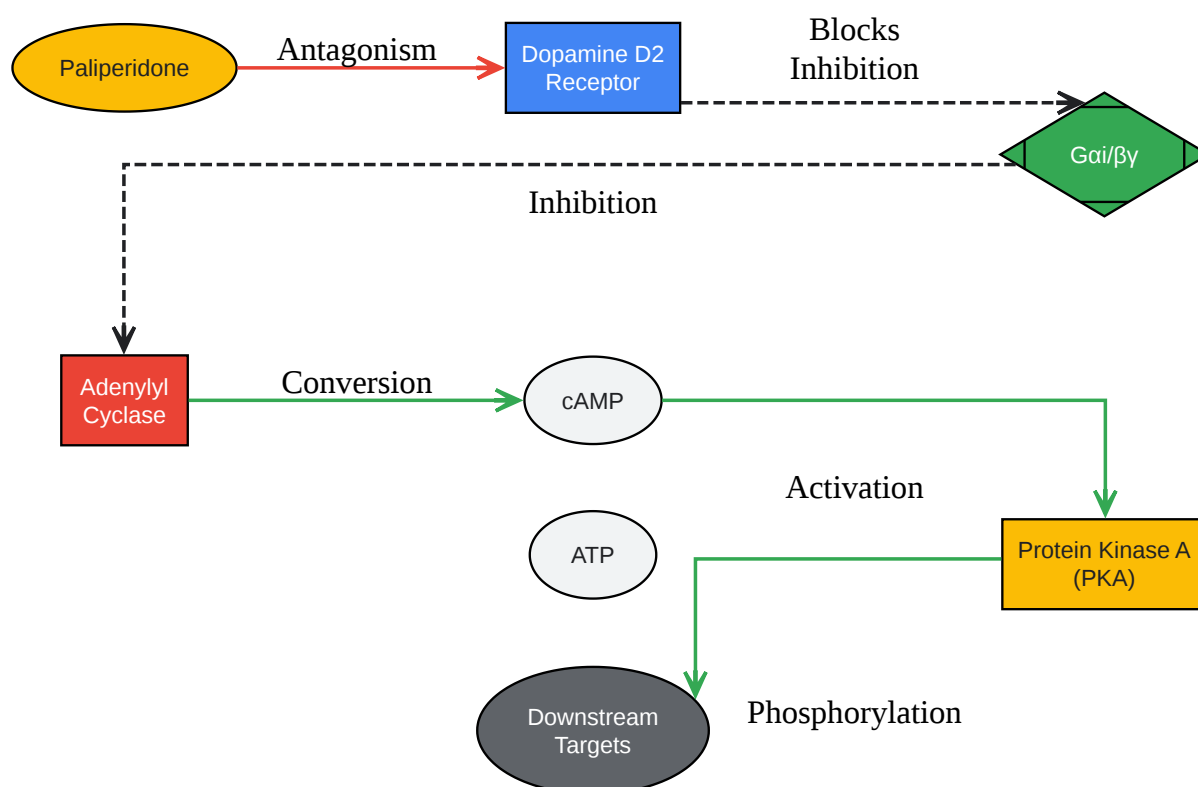 Paliperidone
Antagonism
Dopamine D2
Receptor
Blocks
Inhibition
Gαi/βγ
Inhibition
Adenylyl
Cyclase
Conversion
cAMP
Activation
ATP
Protein Kinase A
(PKA)
Downstream
Targets
Phosphorylation